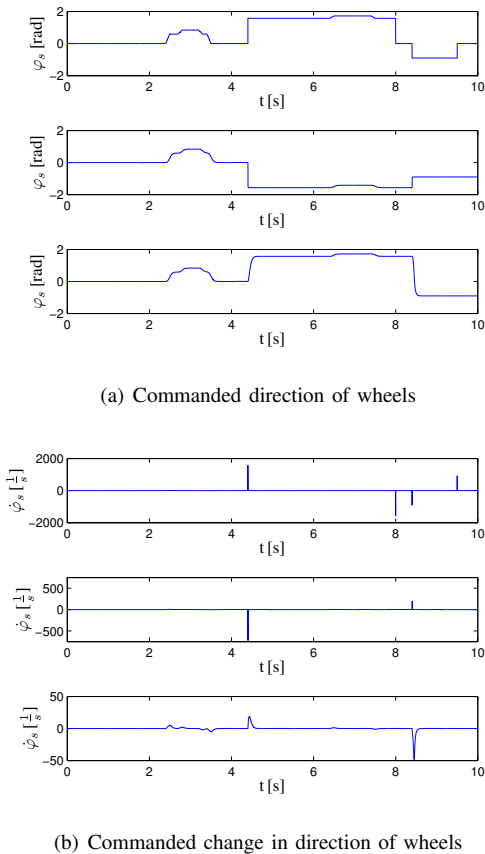 2
0
−2
φs [rad]
0 2 4 6 8 10
t [s]
2
0
−2
φs [rad]
0 2 4 6 8 10
t [s]
2
0
−2
φs [rad]
0 2 4 6 8 10
t [s]
(a) Commanded direction of wheels
2000
0
−2000
φ̇s [1/s]
0 2 4 6 8 10
t [s]
500
0
−500
φ̇s [1/s]
0 2 4 6 8 10
t [s]
50
0
−50
φ̇s [1/s]
0 2 4 6 8 10
t [s]
(b) Commanded change in direction of wheels